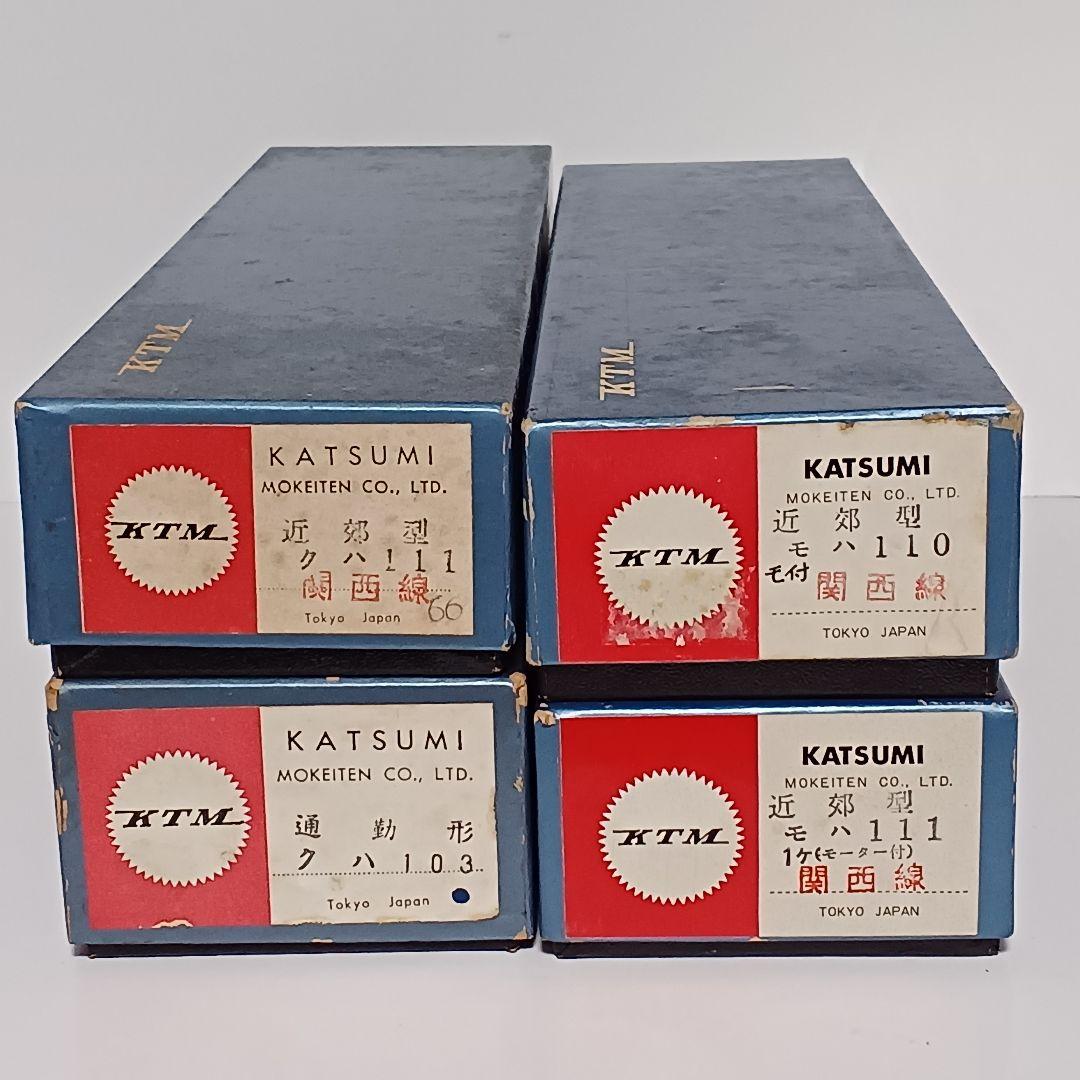 KTM
KTM
KATSUMI
MOKEITEN CO., LTD.
近郊型
クハ111
関西線
66
Tokyo Japan
KTM
KTM
KATSUMI
MOKEITEN CO., LTD.
近郊型
モハ110
モ付
関西線
TOKYO JAPAN
KTM
KATSUMI
MOKEITEN CO., LTD.
通勤形
クハ103
Tokyo Japan
KTM
KATSUMI
MOKEITEN CO., LTD.
近郊型
モハ111
1ケ(モーター付)
関西線
TOKYO JAPAN